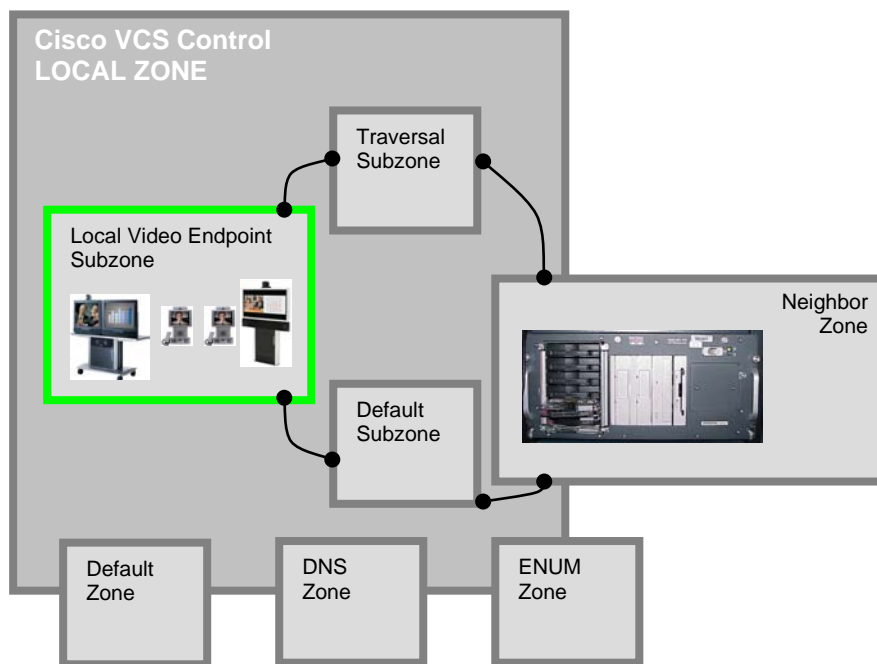 Cisco VCS Control
LOCAL ZONE
Traversal
Subzone
Local Video Endpoint
Subzone
Neighbor
Zone
Default
Subzone
Default
Zone
DNS
Zone
ENUM
Zone